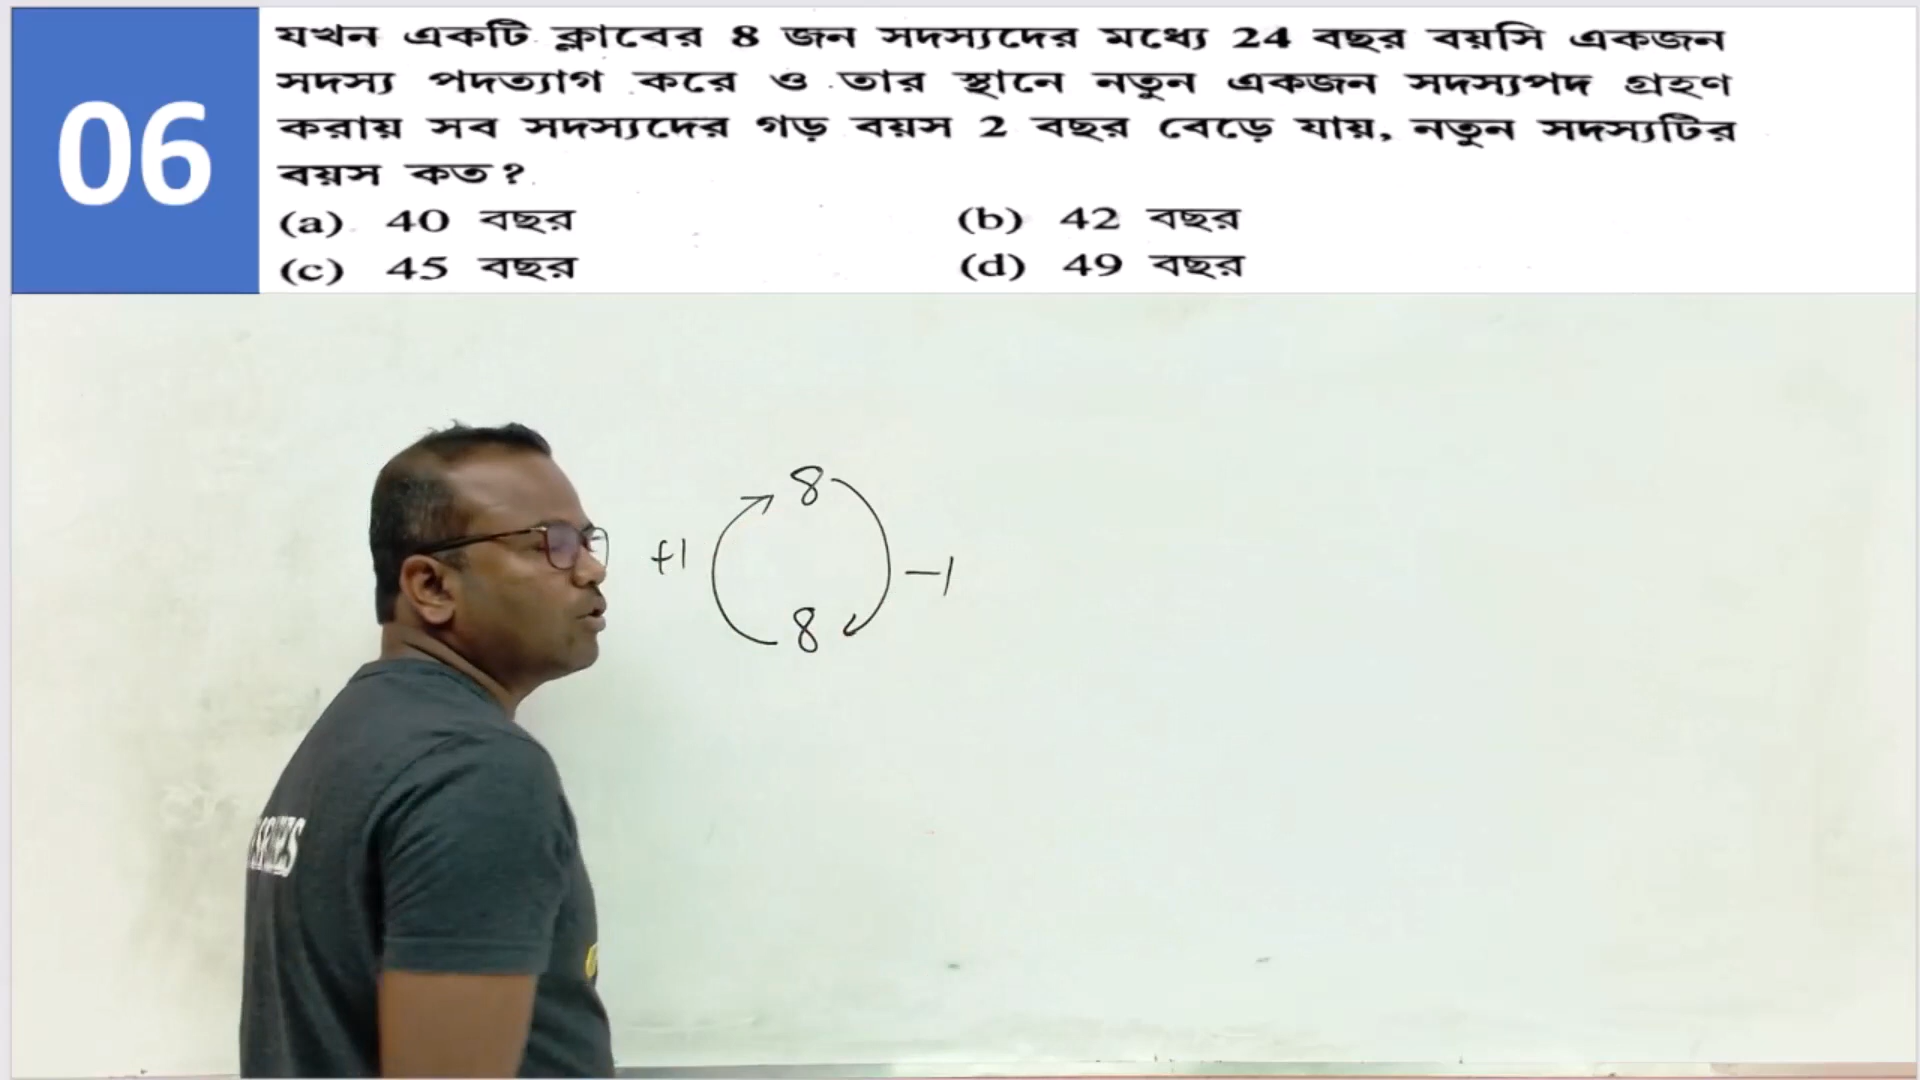 06
যখন একটি ক্লাবের 8 জন সদস্যদের মধ্যে 24 বছর বয়সি একজন
সদস্য পদত্যাগ করে ও তার স্থানে নতুন একজন সদস্যপদ গ্রহণ
করায় সব সদস্যদের গড় বয়স 2 বছর বেড়ে যায়, নতুন সদস্যটির
বয়স কত?
(a) 40 বছর (b) 42 বছর
(c) 45 বছর (d) 49 বছর
8
+1 -1
8